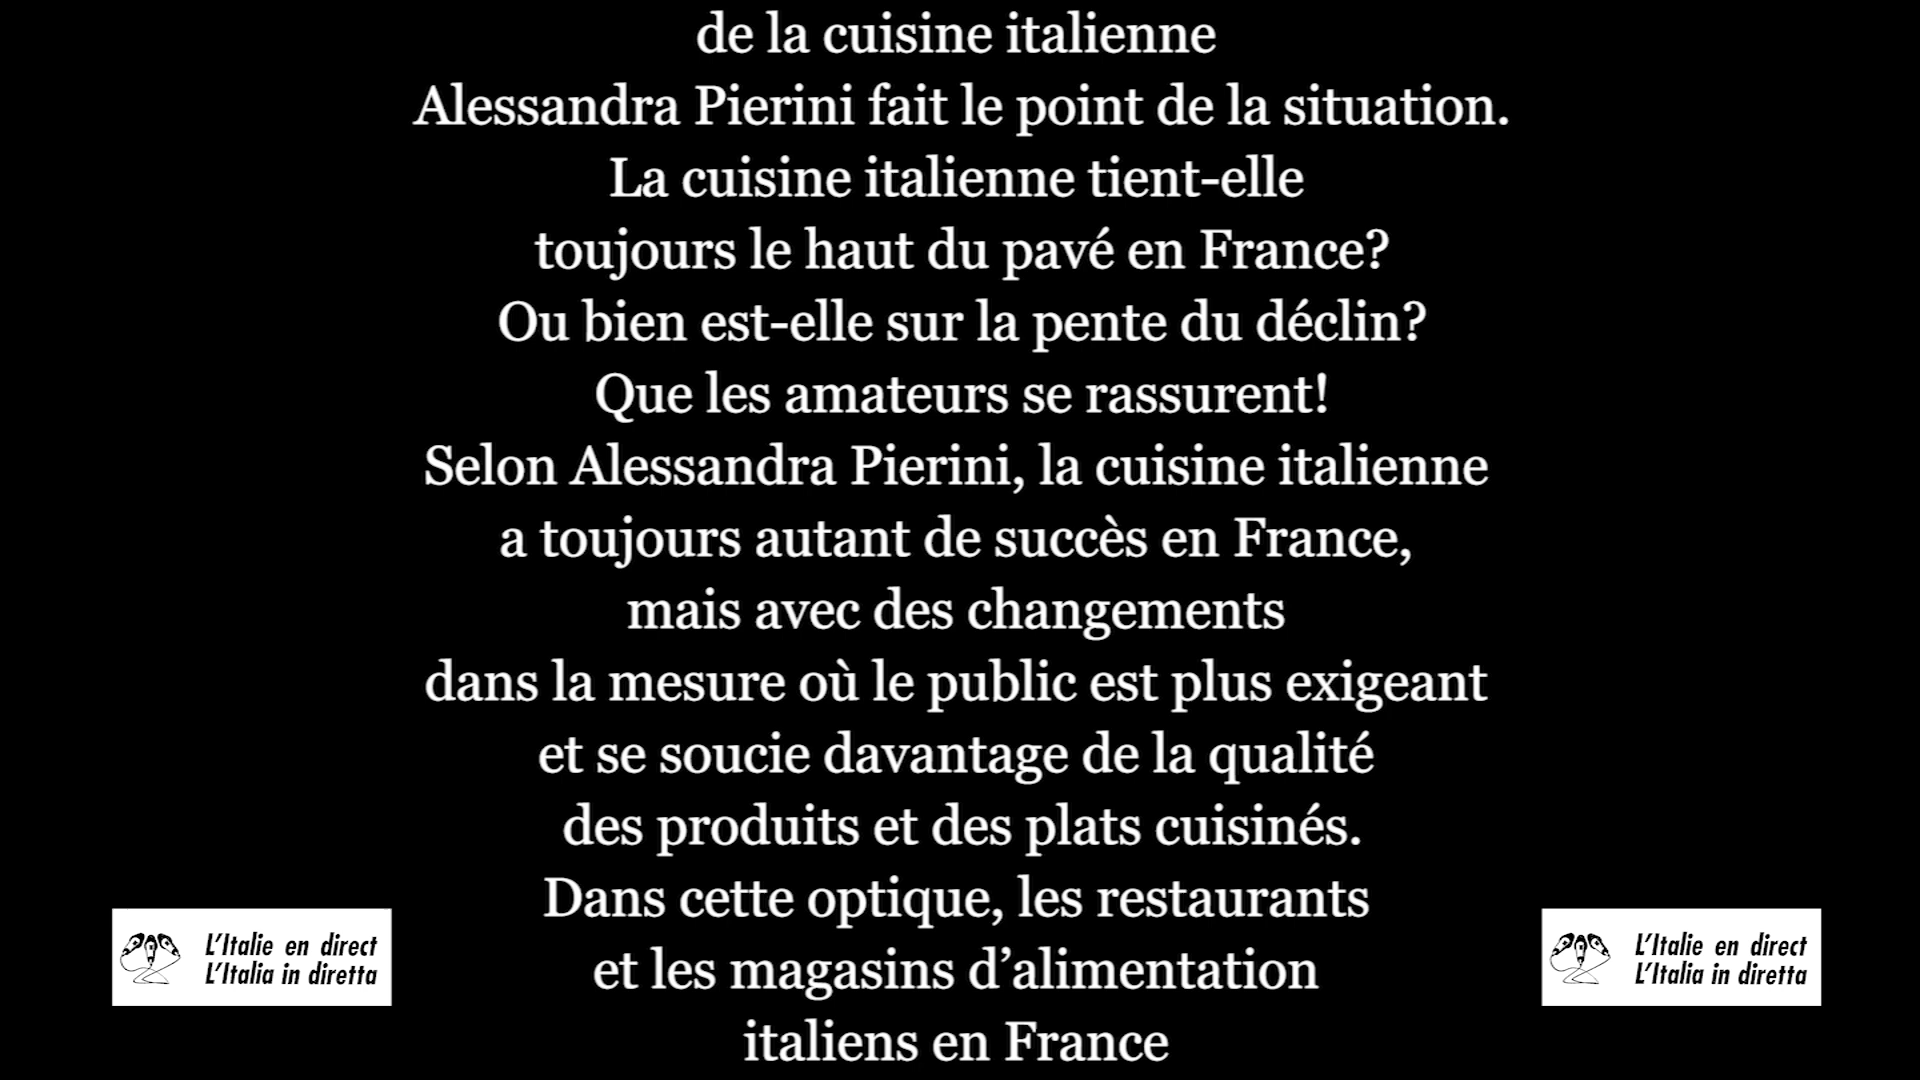 de la cuisine italienne
Alessandra Pierini fait le point de la situation.
La cuisine italienne tient-elle
toujours le haut du pavé en France?
Ou bien est-elle sur la pente du déclin?
Que les amateurs se rassurent!
Selon Alessandra Pierini, la cuisine italienne
a toujours autant de succès en France,
mais avec des changements
dans la mesure où le public est plus exigeant
et se soucie davantage de la qualité
des produits et des plats cuisinés.
Dans cette optique, les restaurants
et les magasins d’alimentation
italiens en France
L’Italie en direct
L’Italia in diretta
L’Italie en direct
L’Italia in diretta